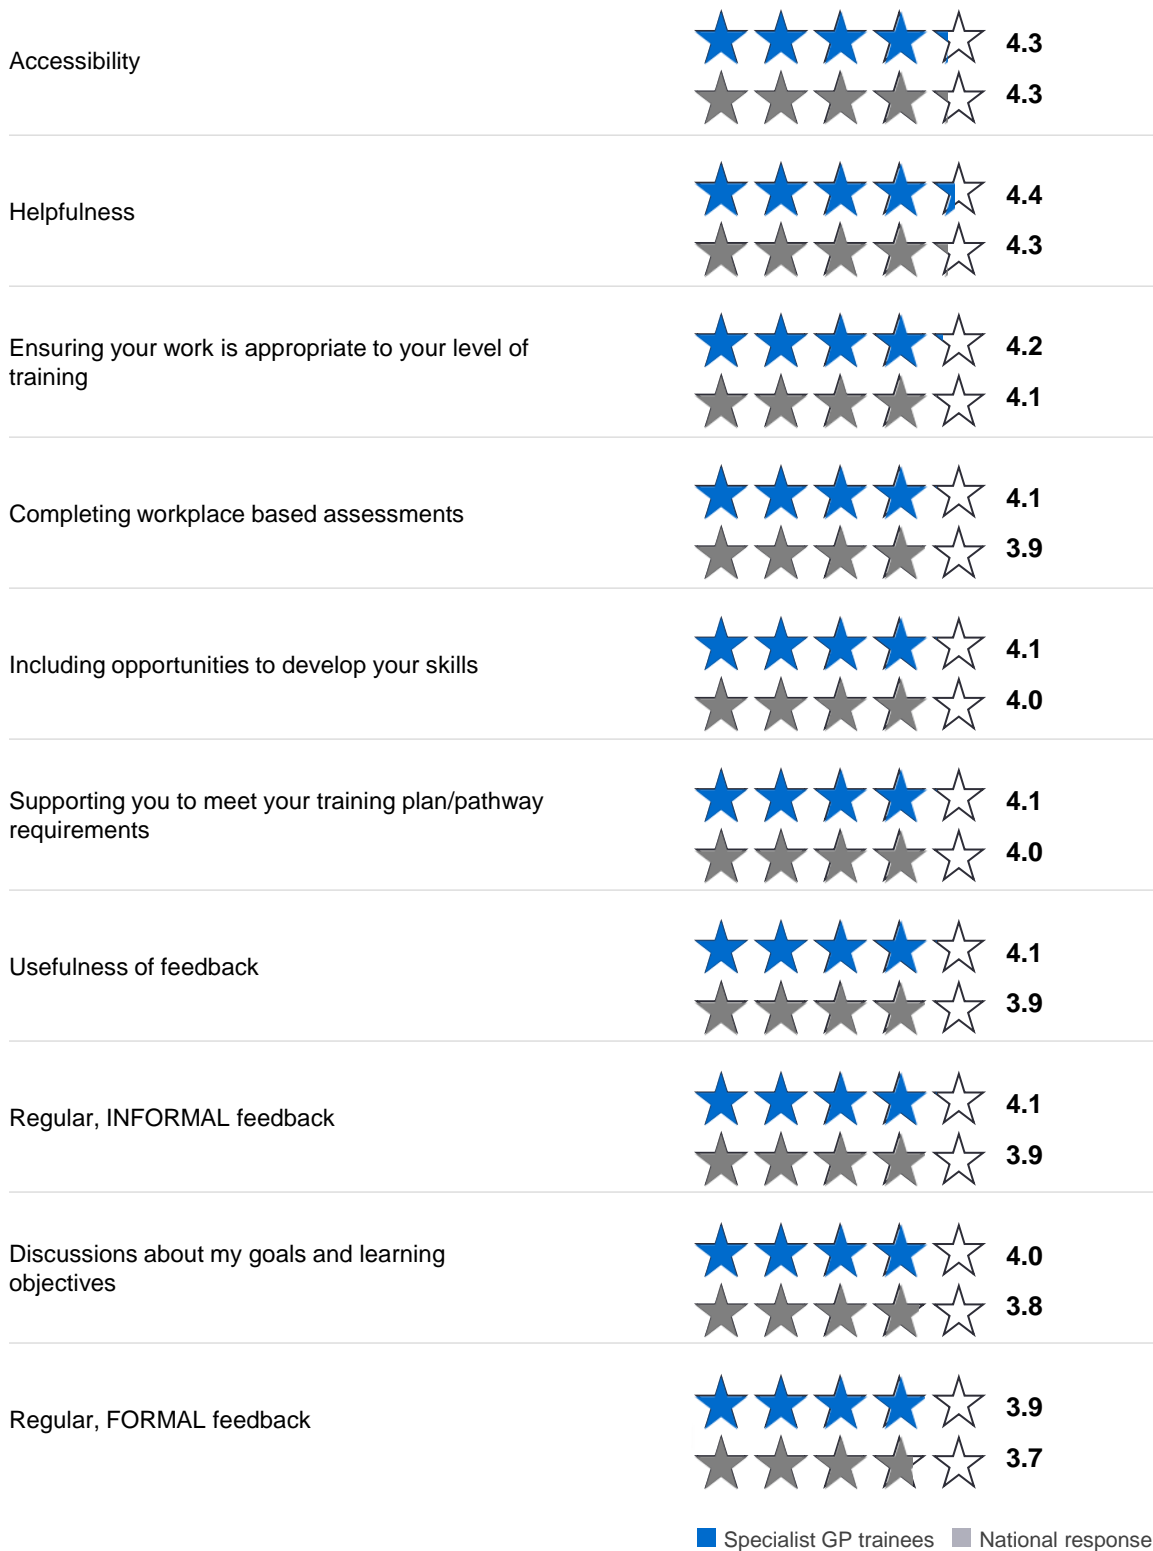 Accessibility
4.3
4.3
Helpfulness
4.4
4.3
Ensuring your work is appropriate to your level of
training
4.2
4.1
Completing workplace based assessments
4.1
3.9
Including opportunities to develop your skills
4.1
4.0
Supporting you to meet your training plan/pathway
requirements
4.1
4.0
Usefulness of feedback
4.1
3.9
Regular, INFORMAL feedback
4.1
3.9
Discussions about my goals and learning
objectives
4.0
3.8
Regular, FORMAL feedback
3.9
3.7
Specialist GP trainees National response